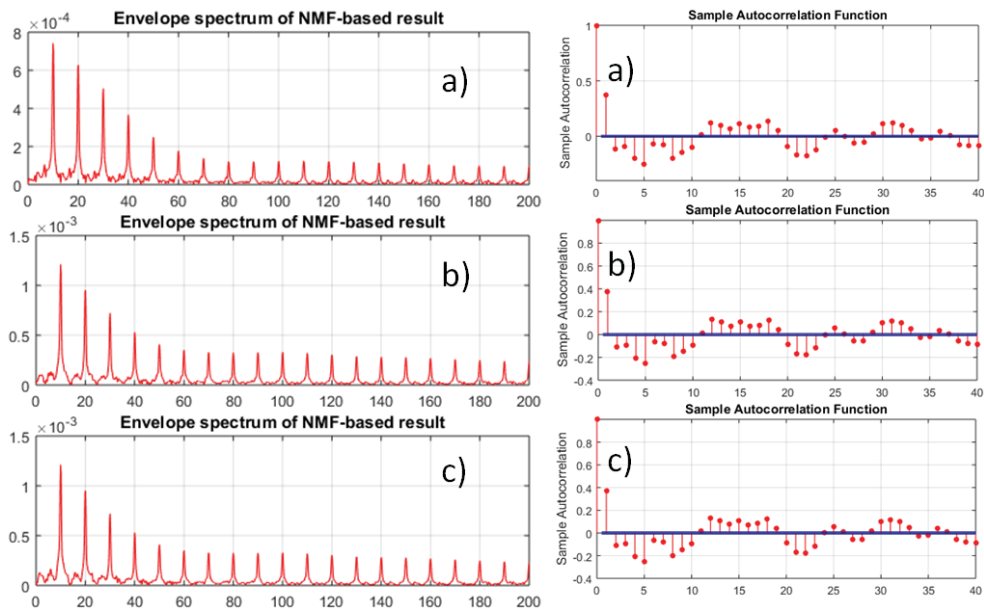 Envelope spectrum of NMF-based result
×10⁻⁴
8
6
4
2
0
a)
0 20 40 60 80 100 120 140 160 180 200
Envelope spectrum of NMF-based result
×10⁻³
1.5
1
0.5
0
b)
0 20 40 60 80 100 120 140 160 180 200
Envelope spectrum of NMF-based result
×10⁻³
1.5
1
0.5
0
c)
0 20 40 60 80 100 120 140 160 180 200
Sample Autocorrelation Function
Sample Autocorrelation
1
0.5
0
a)
0 5 10 15 20 25 30 35 40
Sample Autocorrelation Function
Sample Autocorrelation
0.8
0.6
0.4
0.2
0
-0.2
-0.4
b)
0 5 10 15 20 25 30 35 40
Sample Autocorrelation Function
Sample Autocorrelation
0.8
0.6
0.4
0.2
0
-0.2
-0.4
c)
0 5 10 15 20 25 30 35 40